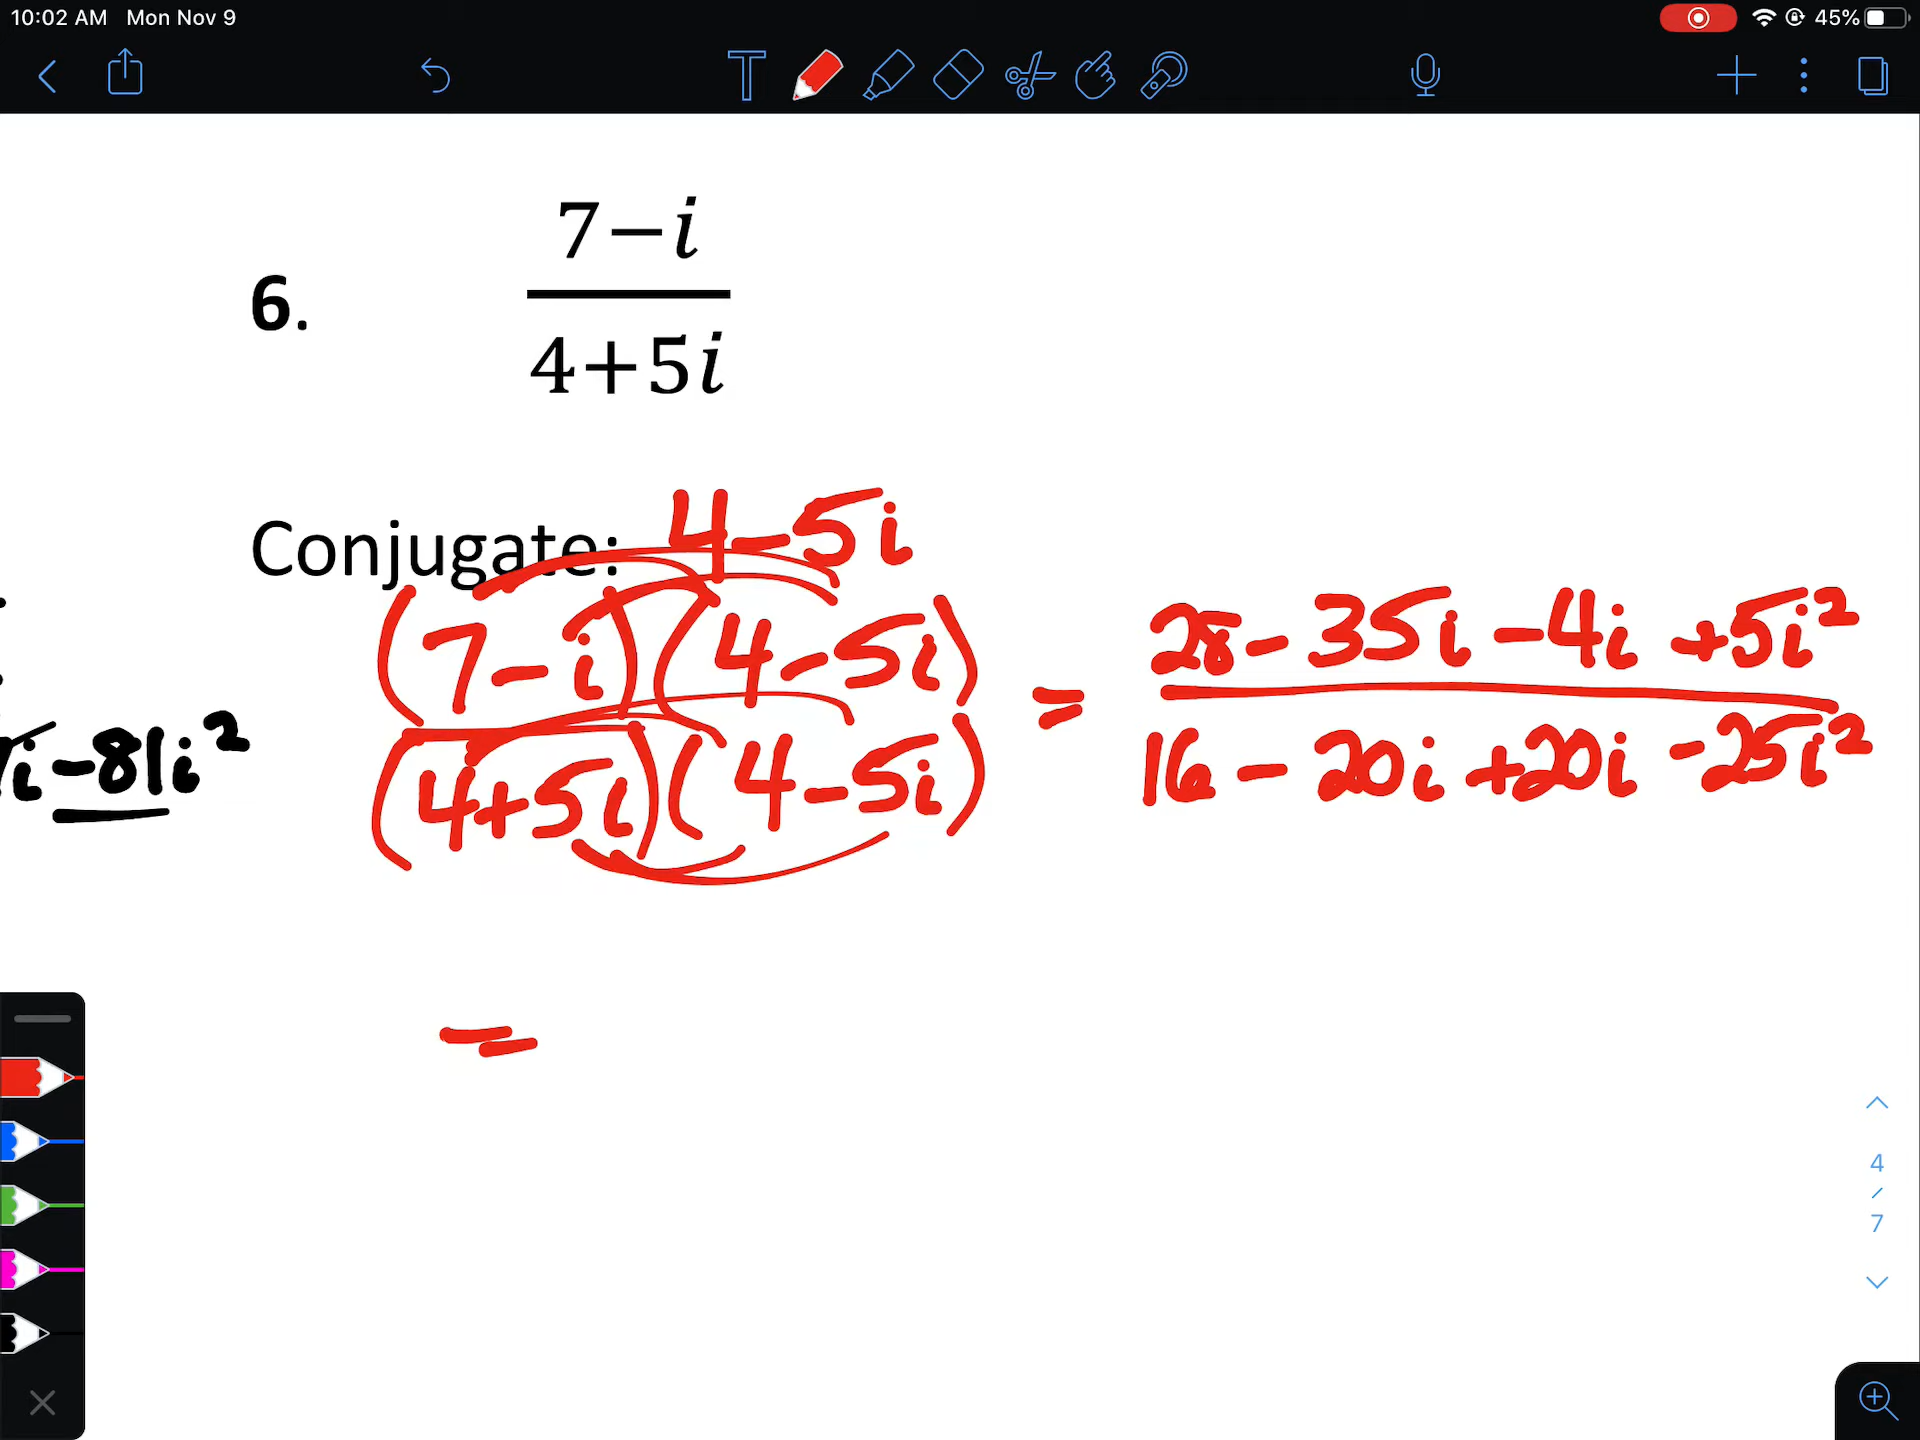 10:02 AM Mon Nov 9 45%
T
7−i
6.
4+5i
Conjugate: 4-5i
(7-i)(4-5i) = 28-35i-4i+5i²
(4+5i)(4-5i) 16-20i+20i-25i²
i-81i²
=
4
/
7